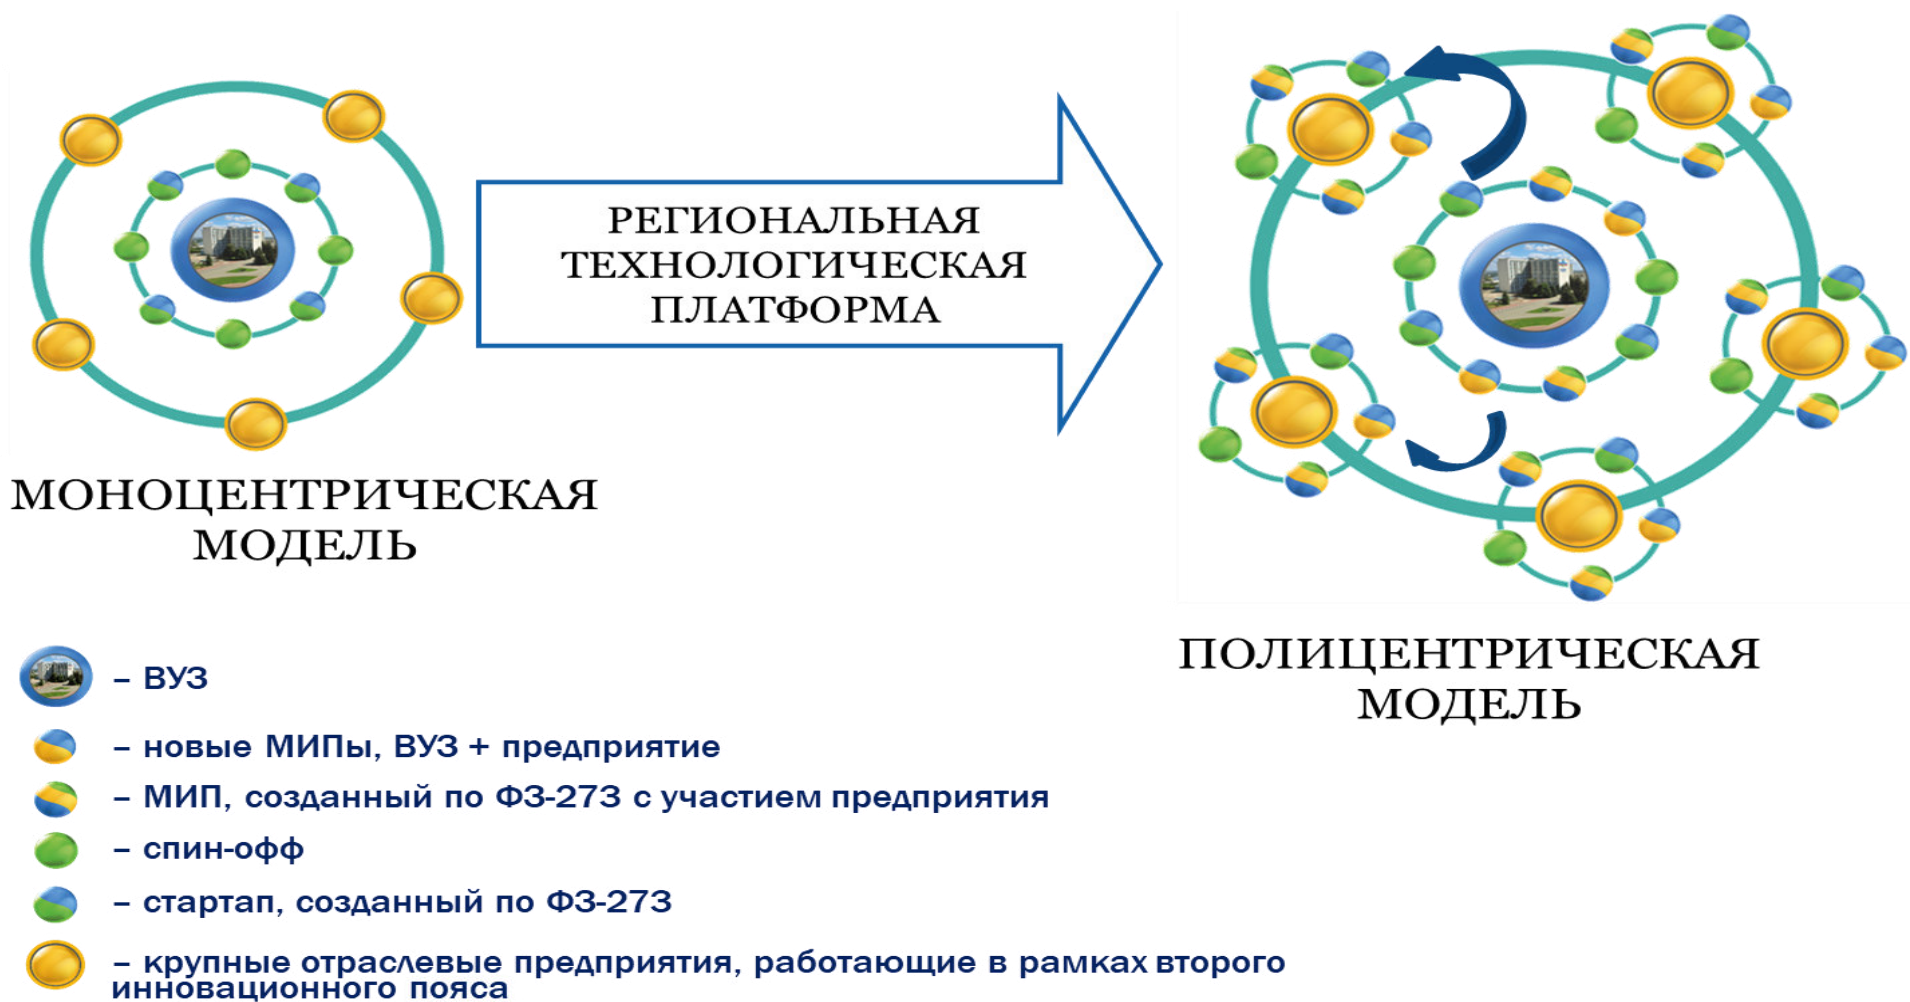 РЕГИОНАЛЬНАЯ
ТЕХНОЛОГИЧЕСКАЯ
ПЛАТФОРМА
МОНОЦЕНТРИЧЕСКАЯ
МОДЕЛЬ
ПОЛИЦЕНТРИЧЕСКАЯ
МОДЕЛЬ
– ВУЗ
– новые МИПы, ВУЗ + предприятие
– МИП, созданный по ФЗ-273 с участием предприятия
– спин-офф
– стартап, созданный по ФЗ-273
– крупные отраслевые предприятия, работающие в рамках второго
инновационного пояса